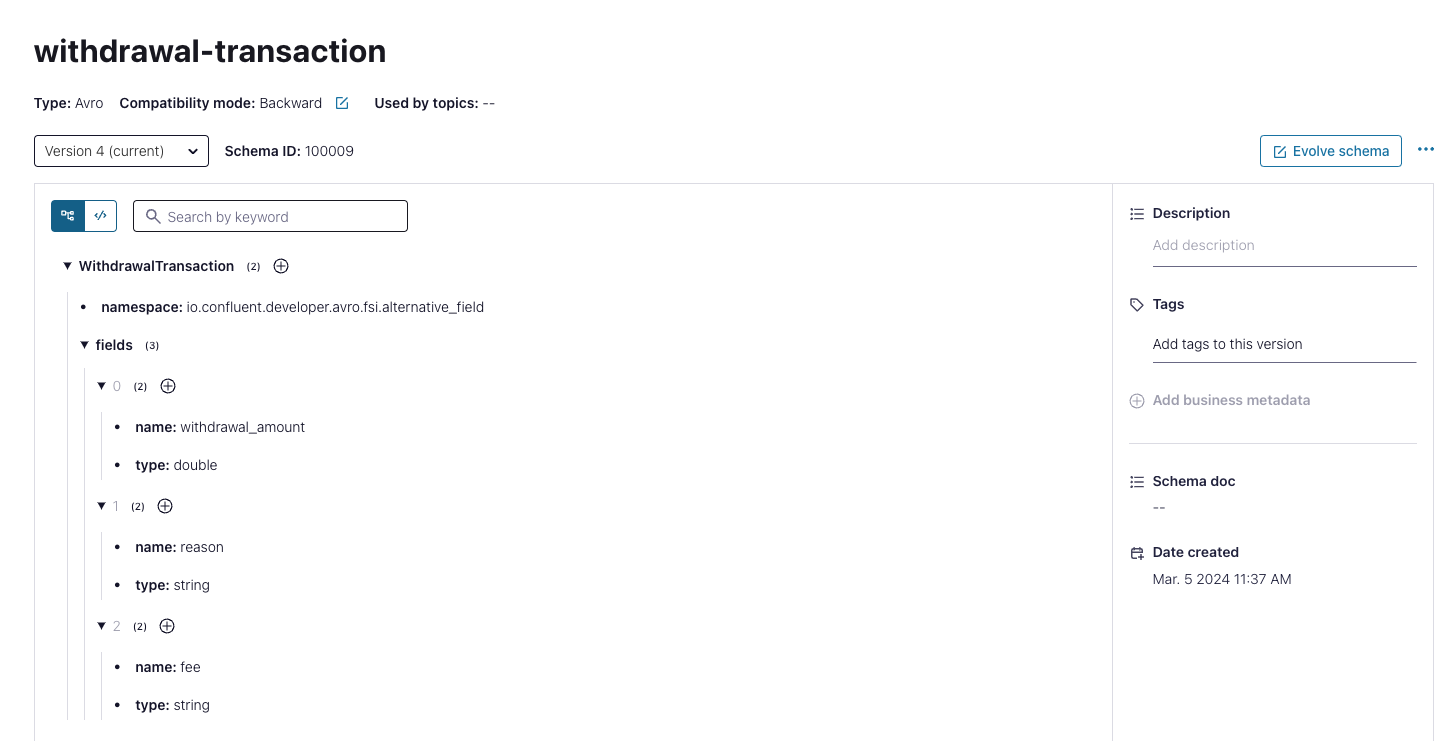 withdrawal-transaction
Type: Avro Compatibility mode: Backward Used by topics: --
Version 4 (current) Schema ID: 100009 Evolve schema
Search by keyword
WithdrawalTransaction (2)
namespace: io.confluent.developer.avro.fsi.alternative_field
fields (3)
0 (2)
name: withdrawal_amount
type: double
1 (2)
name: reason
type: string
2 (2)
name: fee
type: string
Description
Add description
Tags
Add tags to this version
Add business metadata
Schema doc
--
Date created
Mar. 5 2024 11:37 AM